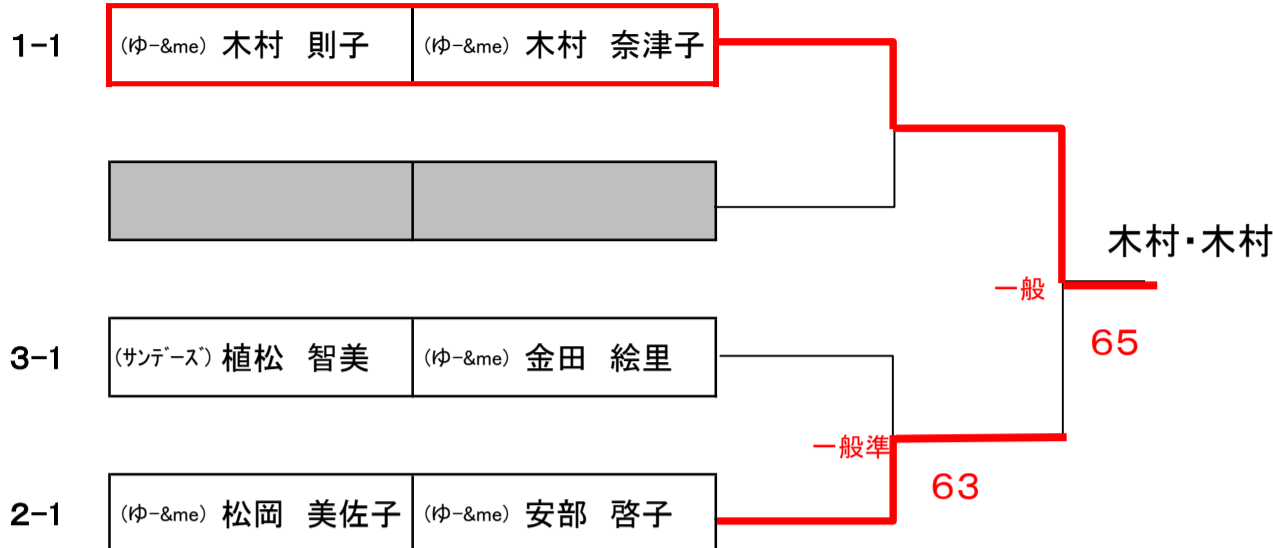 1-1 (ゆ-&me) 木村 則子 (ゆ-&me) 木村 奈津子
木村・木村
一般
65
3-1 (サンデーズ) 植松 智美 (ゆ-&me) 金田 絵里
一般準
63
2-1 (ゆ-&me) 松岡 美佐子 (ゆ-&me) 安部 啓子